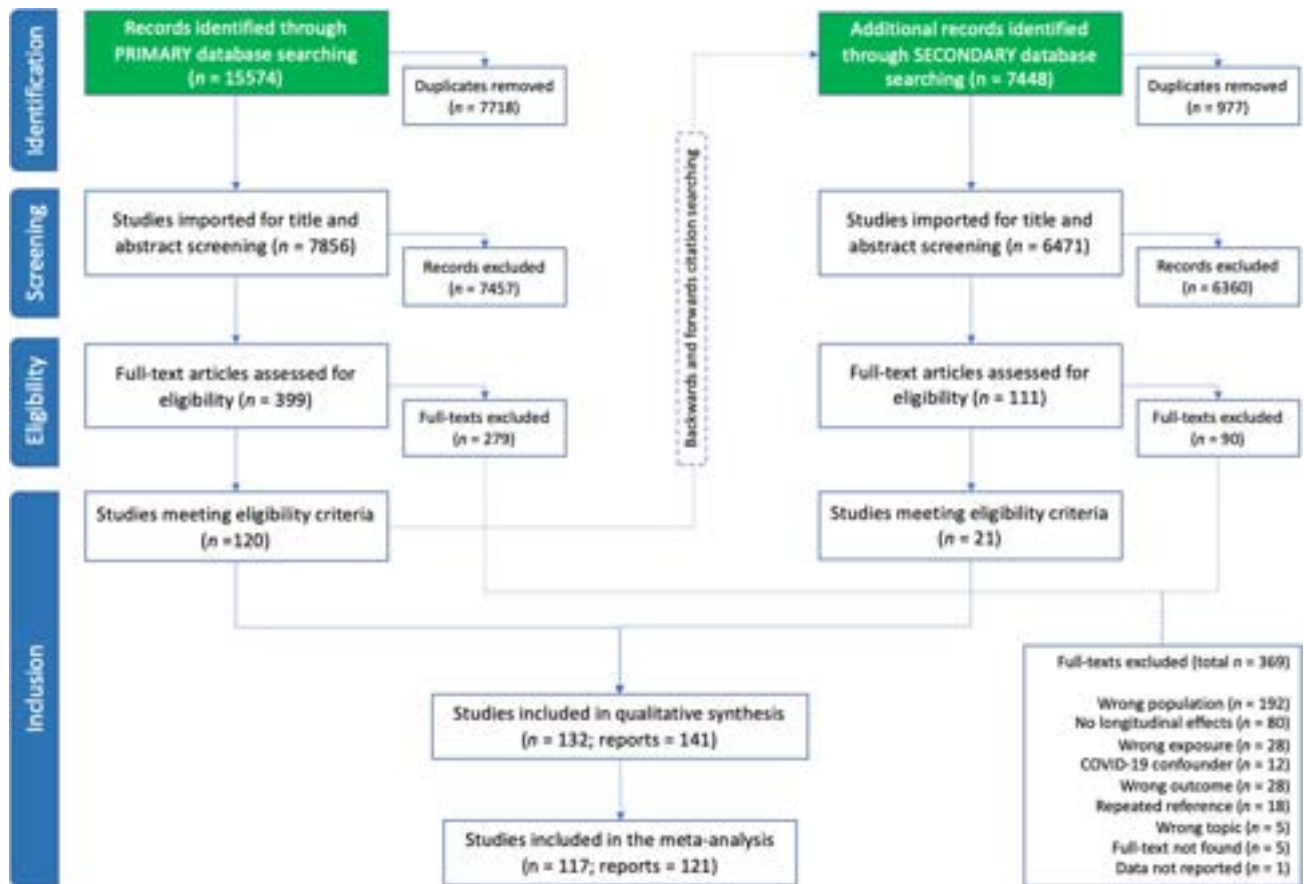 Identification
Records identified through
PRIMARY database searching
(n = 15574)
Duplicates removed
(n = 7718)
Additional records identified
through SECONDARY database
searching (n = 7448)
Duplicates removed
(n = 977)
Backwards and forwards citation searching
Screening
Studies imported for title and
abstract screening (n = 7856)
Records excluded
(n = 7457)
Studies imported for title and
abstract screening (n = 6471)
Records excluded
(n = 6360)
Eligibility
Full-text articles assessed for
eligibility (n = 399)
Full-texts excluded
(n = 279)
Full-text articles assessed for
eligibility (n = 111)
Full-texts excluded
(n = 90)
Inclusion
Studies meeting eligibility criteria
(n =120)
Studies meeting eligibility criteria
(n = 21)
Studies included in qualitative synthesis
(n = 132; reports = 141)
Studies included in the meta-analysis
(n = 117; reports = 121)
Full-texts excluded (total n = 369)
Wrong population (n = 192)
No longitudinal effects (n = 80)
Wrong exposure (n = 28)
COVID-19 confounder (n = 12)
Wrong outcome (n = 28)
Repeated reference (n = 18)
Wrong topic (n = 5)
Full-text not found (n = 5)
Data not reported (n = 1)